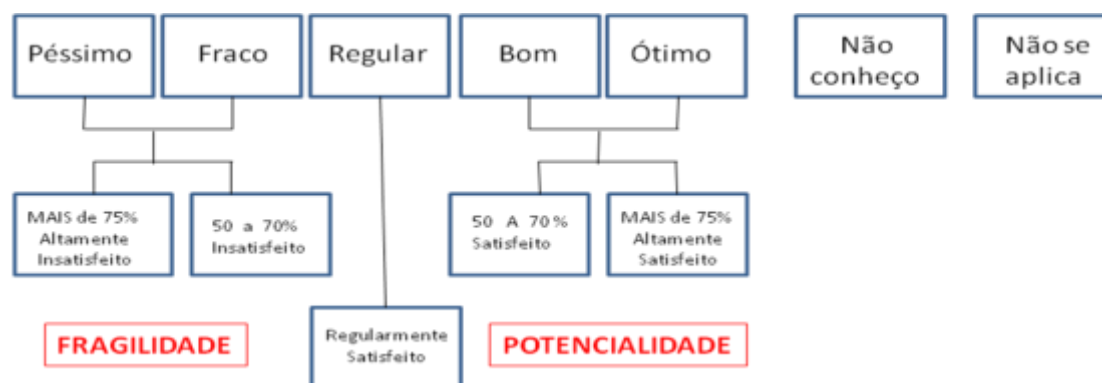 Péssimo
Fraco
Regular
Bom
Ótimo
Não
conheço
Não se
aplica
MAIS de 75%
Altamente
Insatisfeito
50 a 70%
Insatisfeito
50 A 70%
Satisfeito
MAIS de 75%
Altamente
Satisfeito
FRAGILIDADE
Regularmente
Satisfeito
POTENCIALIDADE